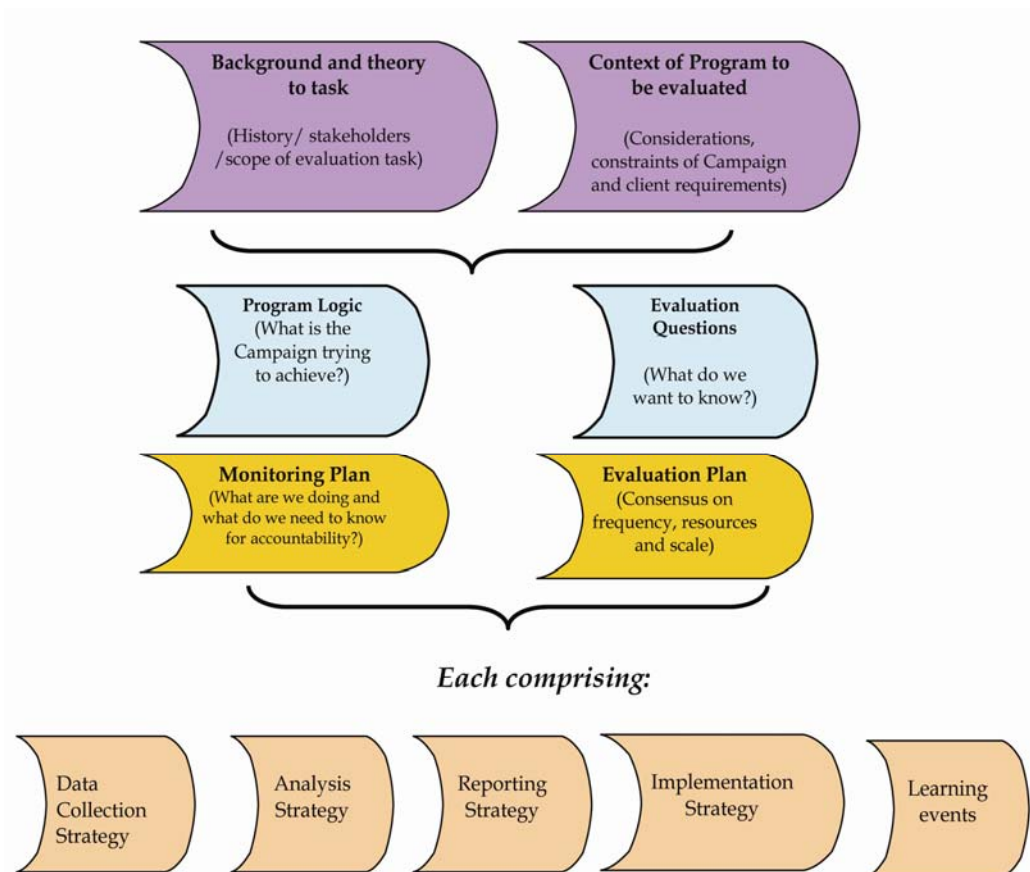 Background and theory
to task
(History/ stakeholders
/scope of evaluation task)
Context of Program to
be evaluated
(Considerations,
constraints of Campaign
and client requirements)
Program Logic
(What is the
Campaign trying
to achieve?)
Evaluation
Questions
(What do we
want to know?)
Monitoring Plan
(What are we doing and
what do we need to know
for accountability?)
Evaluation Plan
(Consensus on
frequency, resources
and scale)
Each comprising:
Data
Collection
Strategy
Analysis
Strategy
Reporting
Strategy
Implementation
Strategy
Learning
events